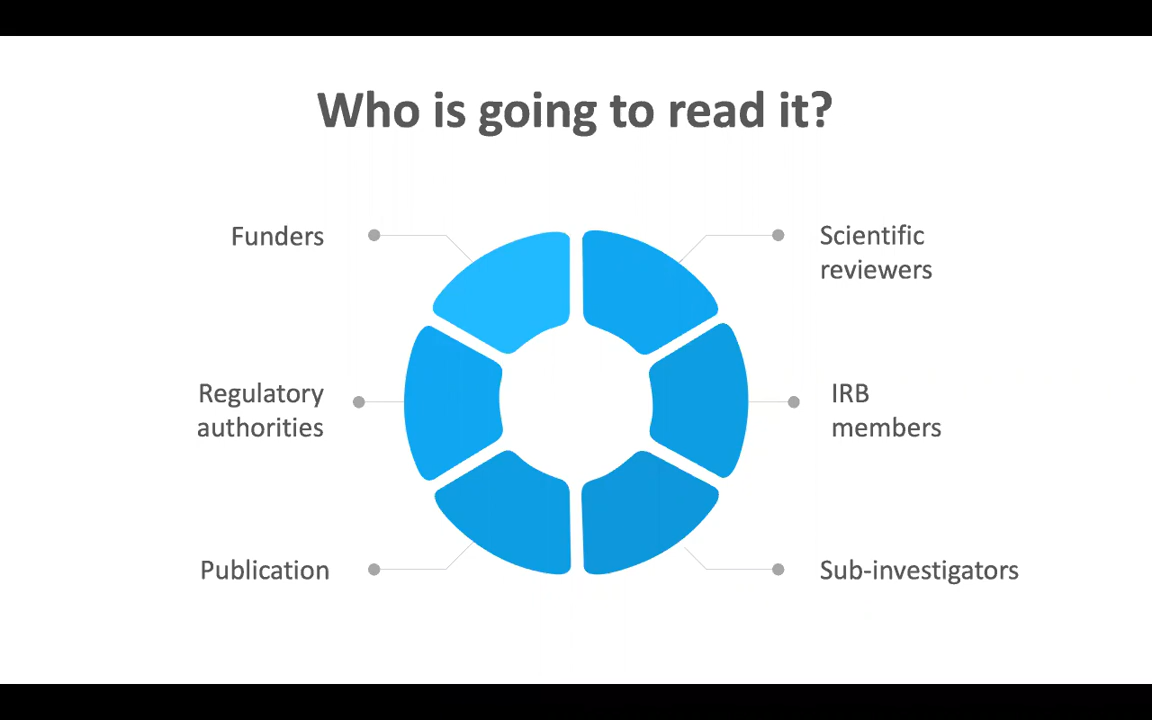 Who is going to read it?
Funders
Scientific
reviewers
Regulatory
authorities
IRB
members
Publication
Sub-investigators